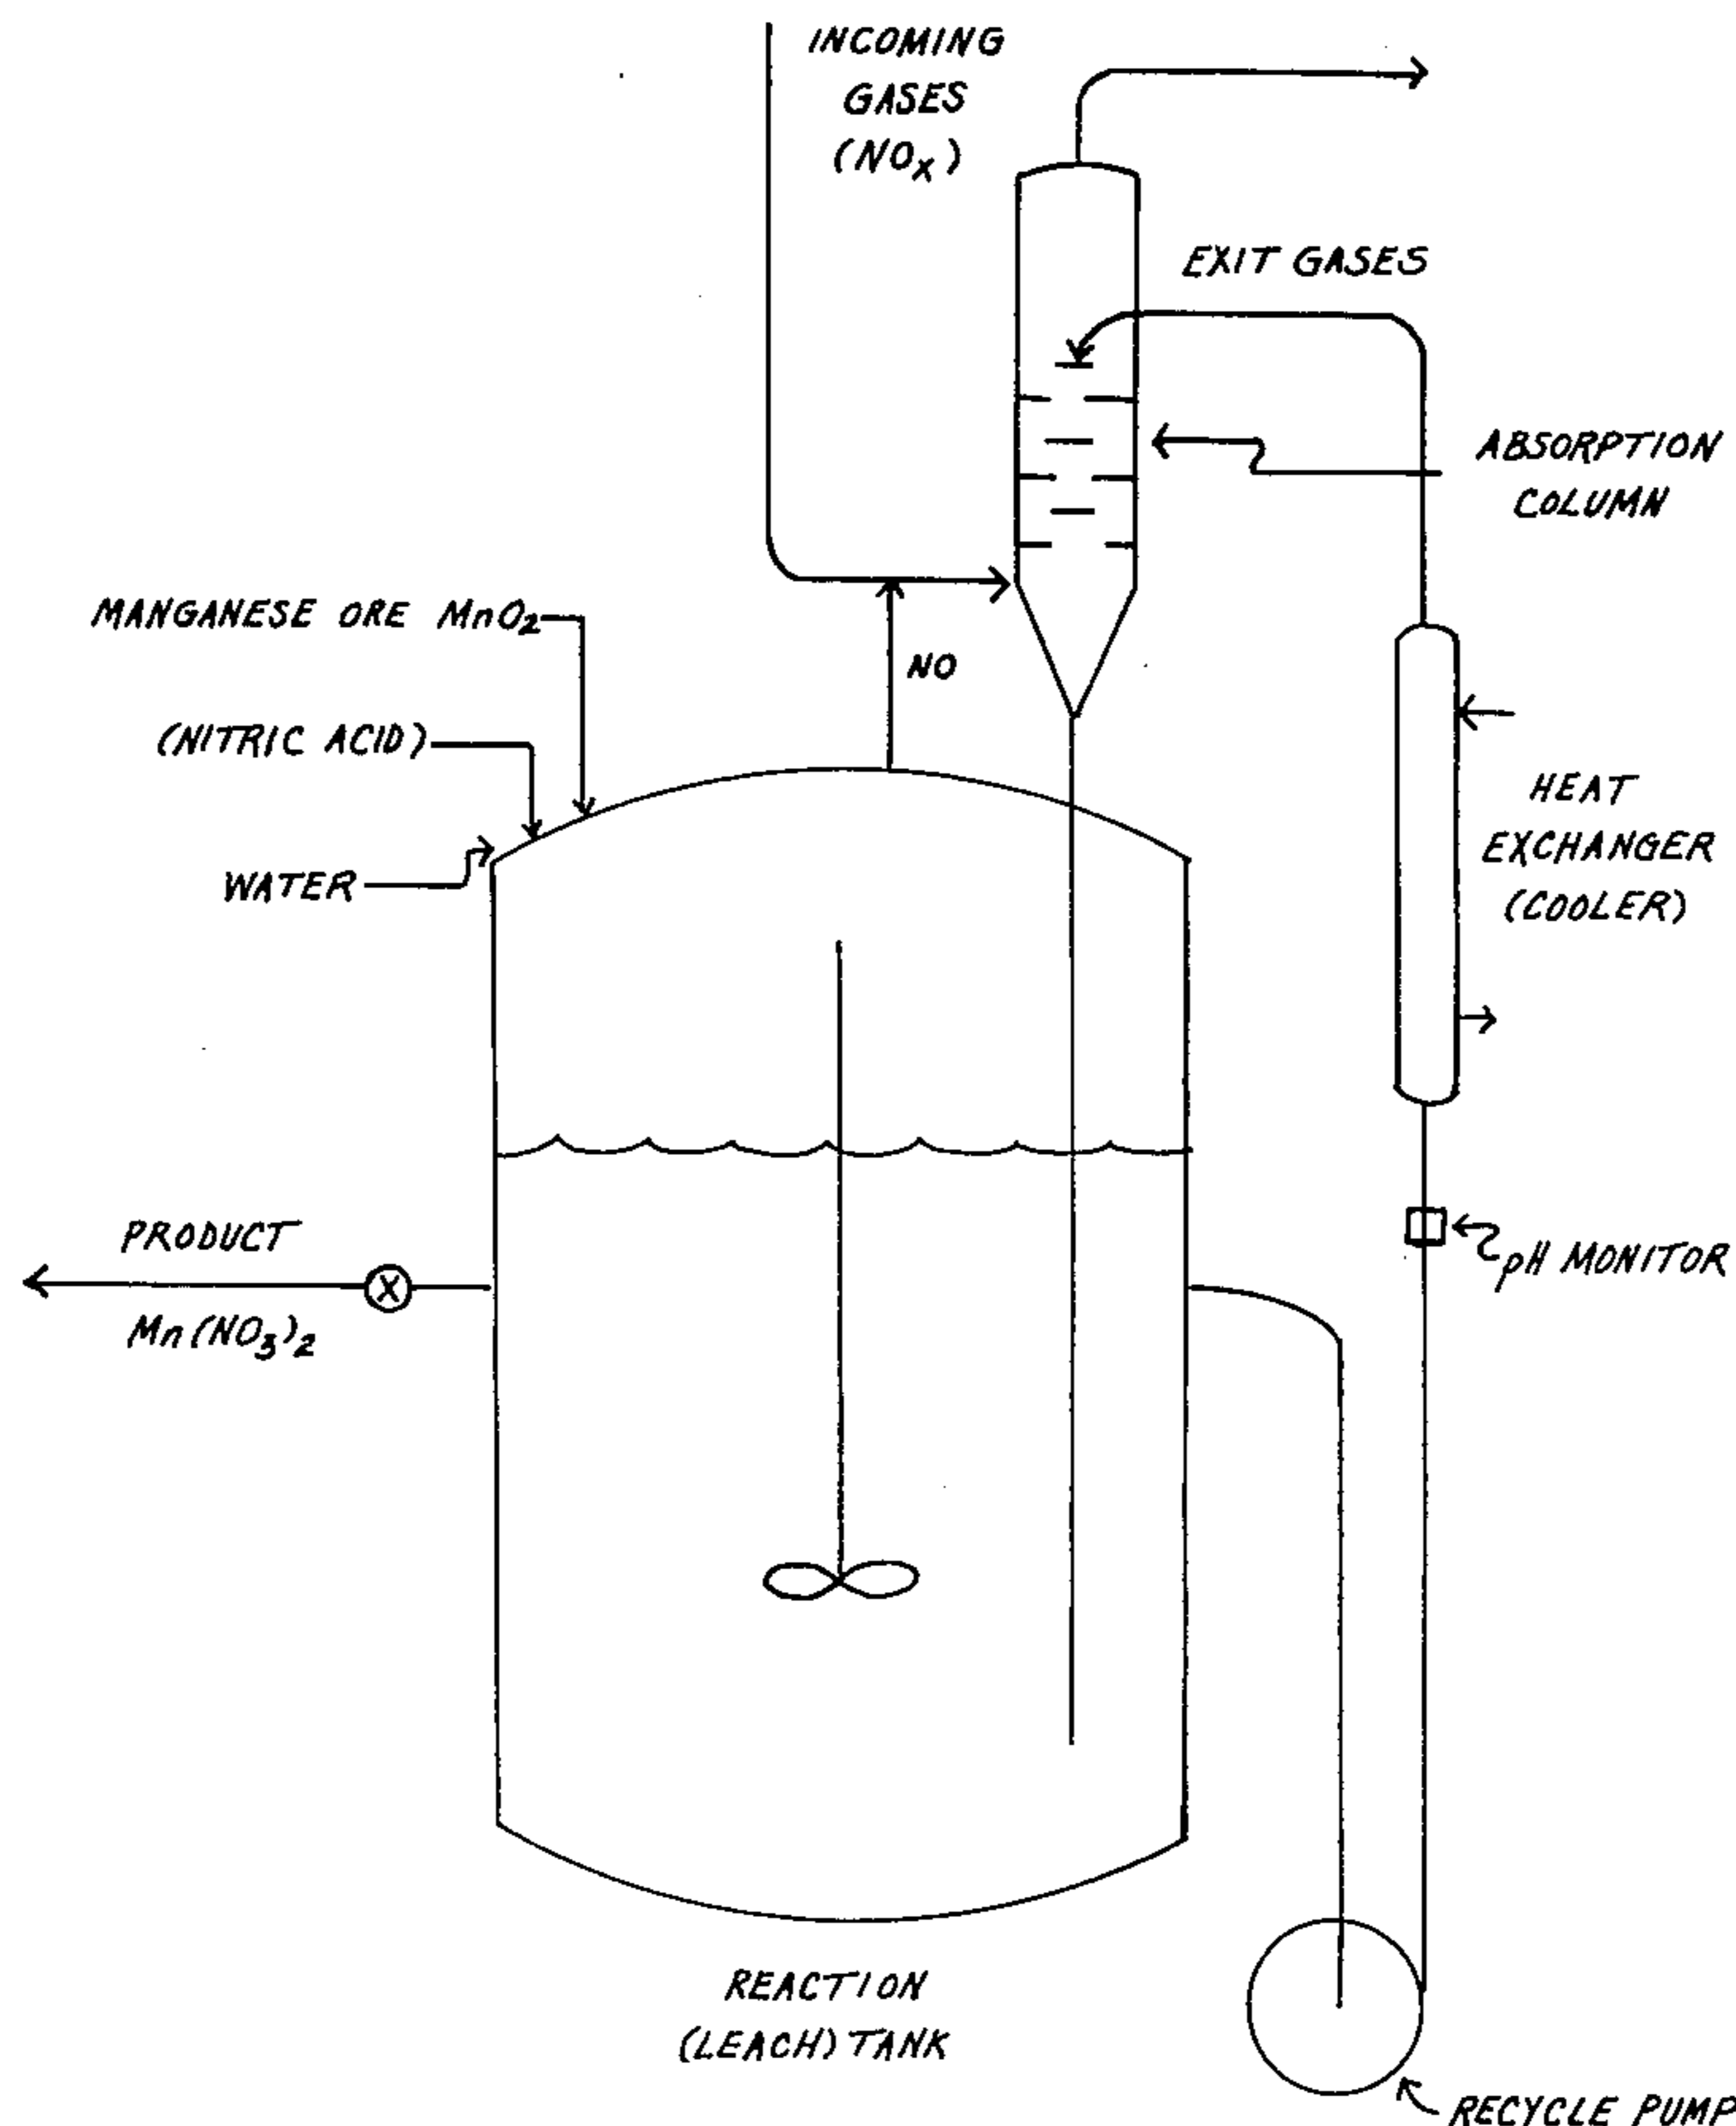 INCOMING
GASES
(NOX)
EXIT GASES
ABSORPTION
COLUMN
MANGANESE ORE MnO2
NO
(NITRIC ACID)
HEAT
EXCHANGER
(COOLER)
WATER
PRODUCT
X
Mn(NO3)2
pH MONITOR
REACTION
(LEACH) TANK
RECYCLE PUMP